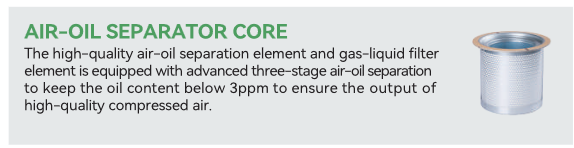 AIR-OIL SEPARATOR CORE
The high-quality air-oil separation element and gas-liquid filter
element is equipped with advanced three-stage air-oil separation
to keep the oil content below 3ppm to ensure the output of
high-quality compressed air.